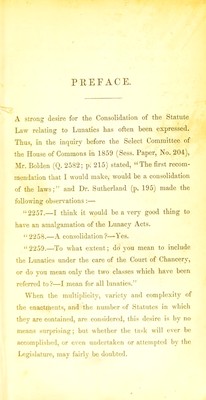 PREFACE.
A strong desire for the Consolidation of the Statute
Law relating to Lunatics has often been expressed.
Thus, in the inquiry before the Select Committee of
the House of Commons in 1859 (Sess. Paper, No. 204),
Mr. Bolden (Q. 2582; p. 215) stated, "The first recom-
mendation that I would make, would be a consolidation
of the laws;" and Dr. Sutherland (p. 195) made the
following observations:—
"2257.—I think it would be a very good thing to
have an amalgamation of the Lunacy Acts.
"2258.—A consolidation?—Yes.
"2259.—To what extent; do you mean to include
the Lunatics under the care of the Court of Chancery,
or do you mean only the two classes which have been
referred to?—I mean for all lunatics."
When the multiplicity, variety and complexity of
the enactments, and the number of Statutes in which
they are contained, are considered, this desire is by no
means surprising; but whether the task will ever be
accomplished, or even undertaken or attempted by the
Legislature, may fairly be doubted.